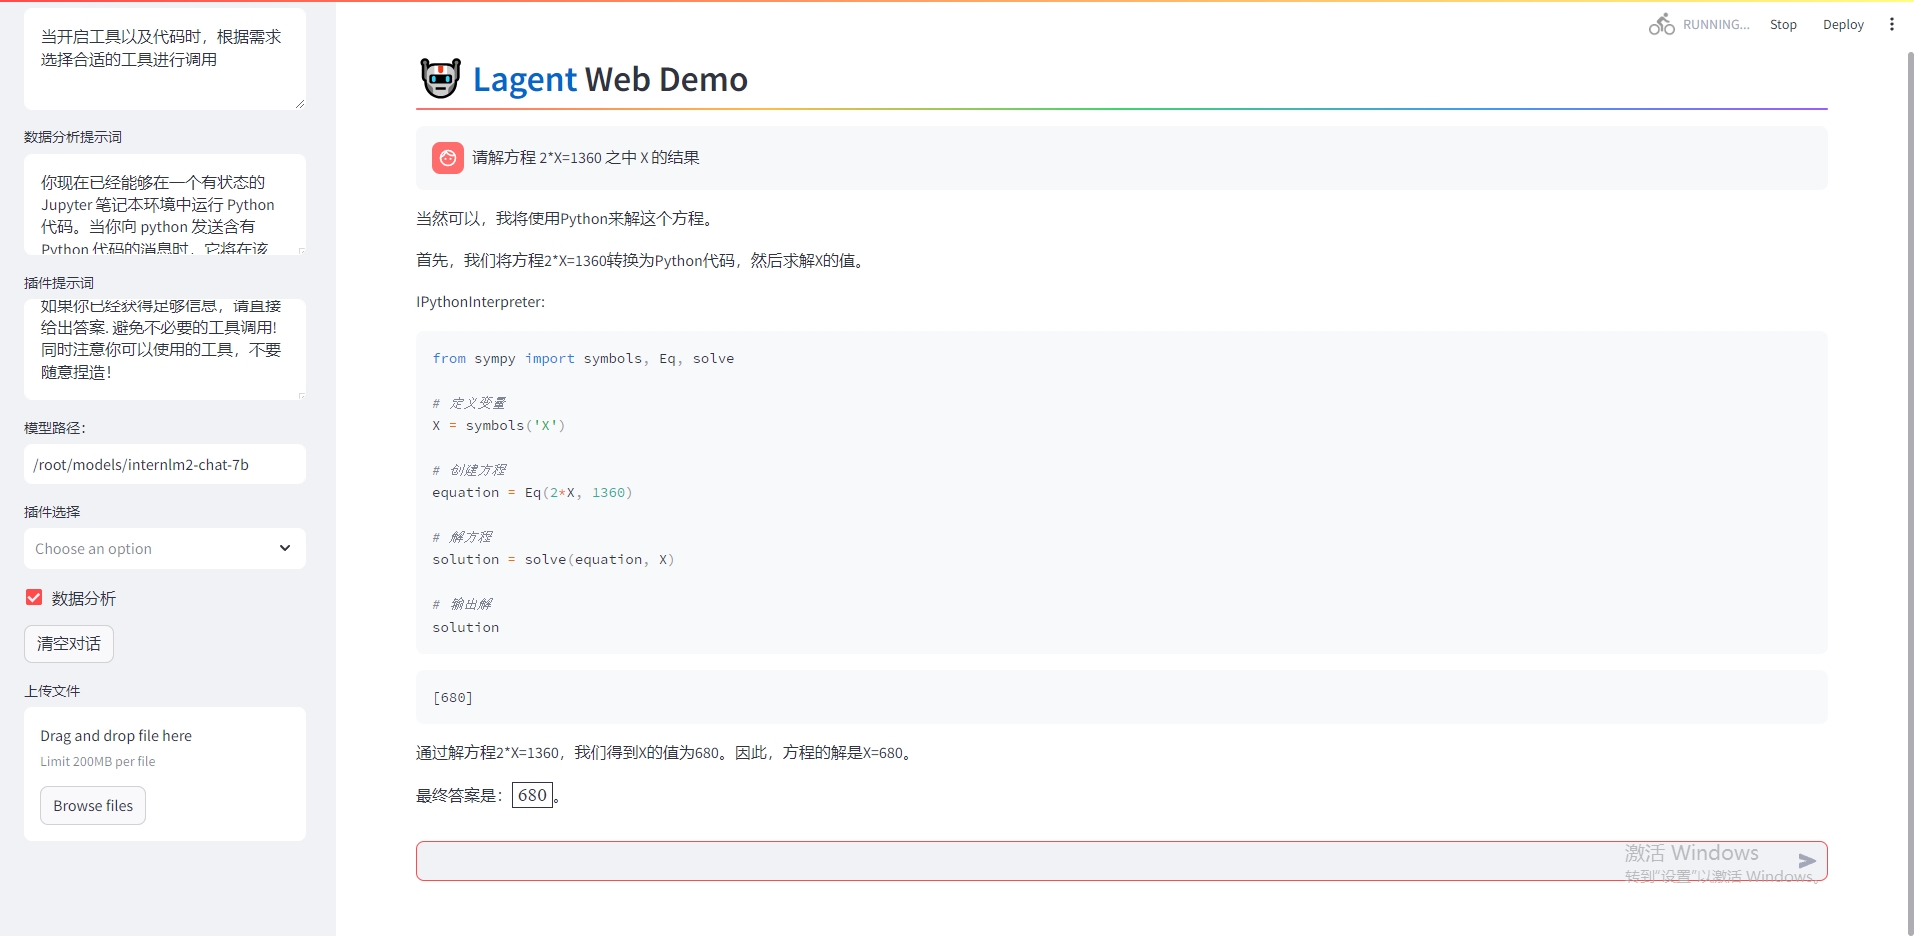 当开启工具以及代码时，根据需求
选择合适的工具进行调用
数据分析提示词
你现在已经能够在一个有状态的
Jupyter 笔记本环境中运行 Python
代码。当你向 python 发送含有
Python 代码的消息时，它将在该
插件提示词
如果你已经获得足够信息，请直接
给出答案. 避免不必要的工具调用!
同时注意你可以使用的工具，不要
随意捏造！
模型路径：
/root/models/internlm2-chat-7b
插件选择
Choose an option
数据分析
清空对话
上传文件
Drag and drop file here
Limit 200MB per file
Browse files
RUNNING...
Stop
Deploy
Lagent Web Demo
请解方程 2*X=1360 之中 X 的结果
当然可以，我将使用Python来解这个方程。
首先，我们将方程2*X=1360转换为Python代码，然后求解X的值。
IPythonInterpreter:
from sympy import symbols, Eq, solve
# 定义变量
X = symbols('X')
# 创建方程
equation = Eq(2*X, 1360)
# 解方程
solution = solve(equation, X)
# 输出解
solution
[680]
通过解方程2*X=1360，我们得到X的值为680。因此，方程的解是X=680。
最终答案是：680。
激活 Windows
转到“设置”以激活 Windows。